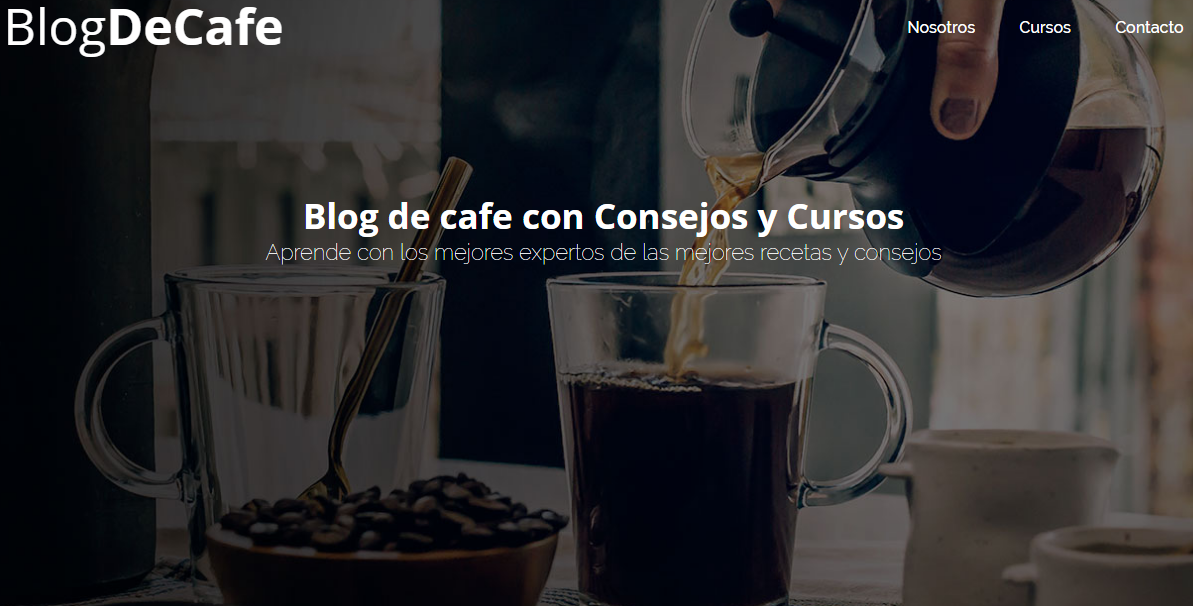 BlogDeCafe
Nosotros Cursos Contacto
Blog de cafe con Consejos y Cursos
Aprende con los mejores expertos de las mejores recetas y consejos